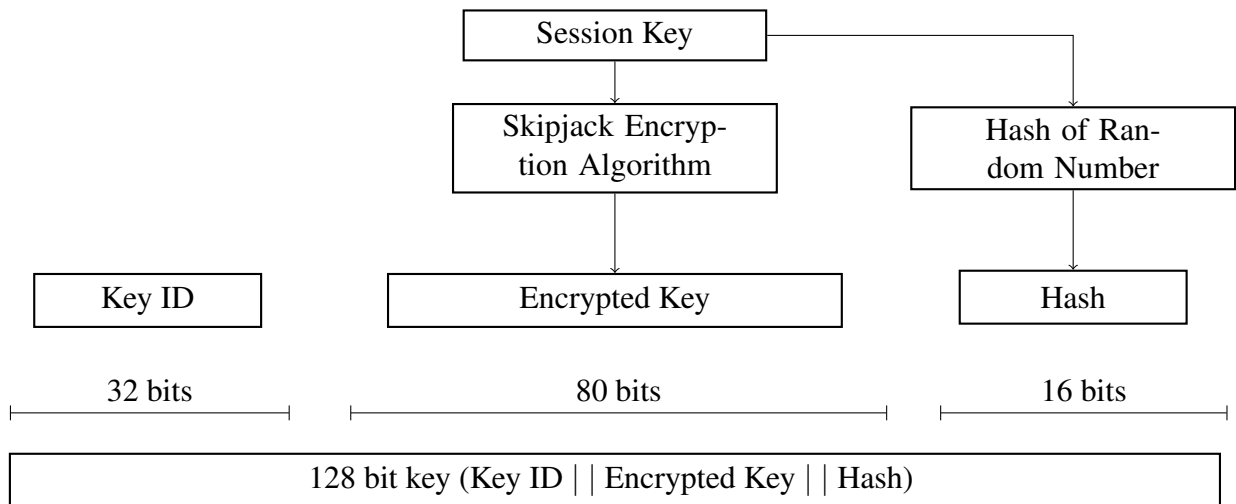 Session Key
Skipjack Encryp-
tion Algorithm
Hash of Ran-
dom Number
Key ID
Encrypted Key
Hash
32 bits
80 bits
16 bits
128 bit key (Key ID || Encrypted Key || Hash)